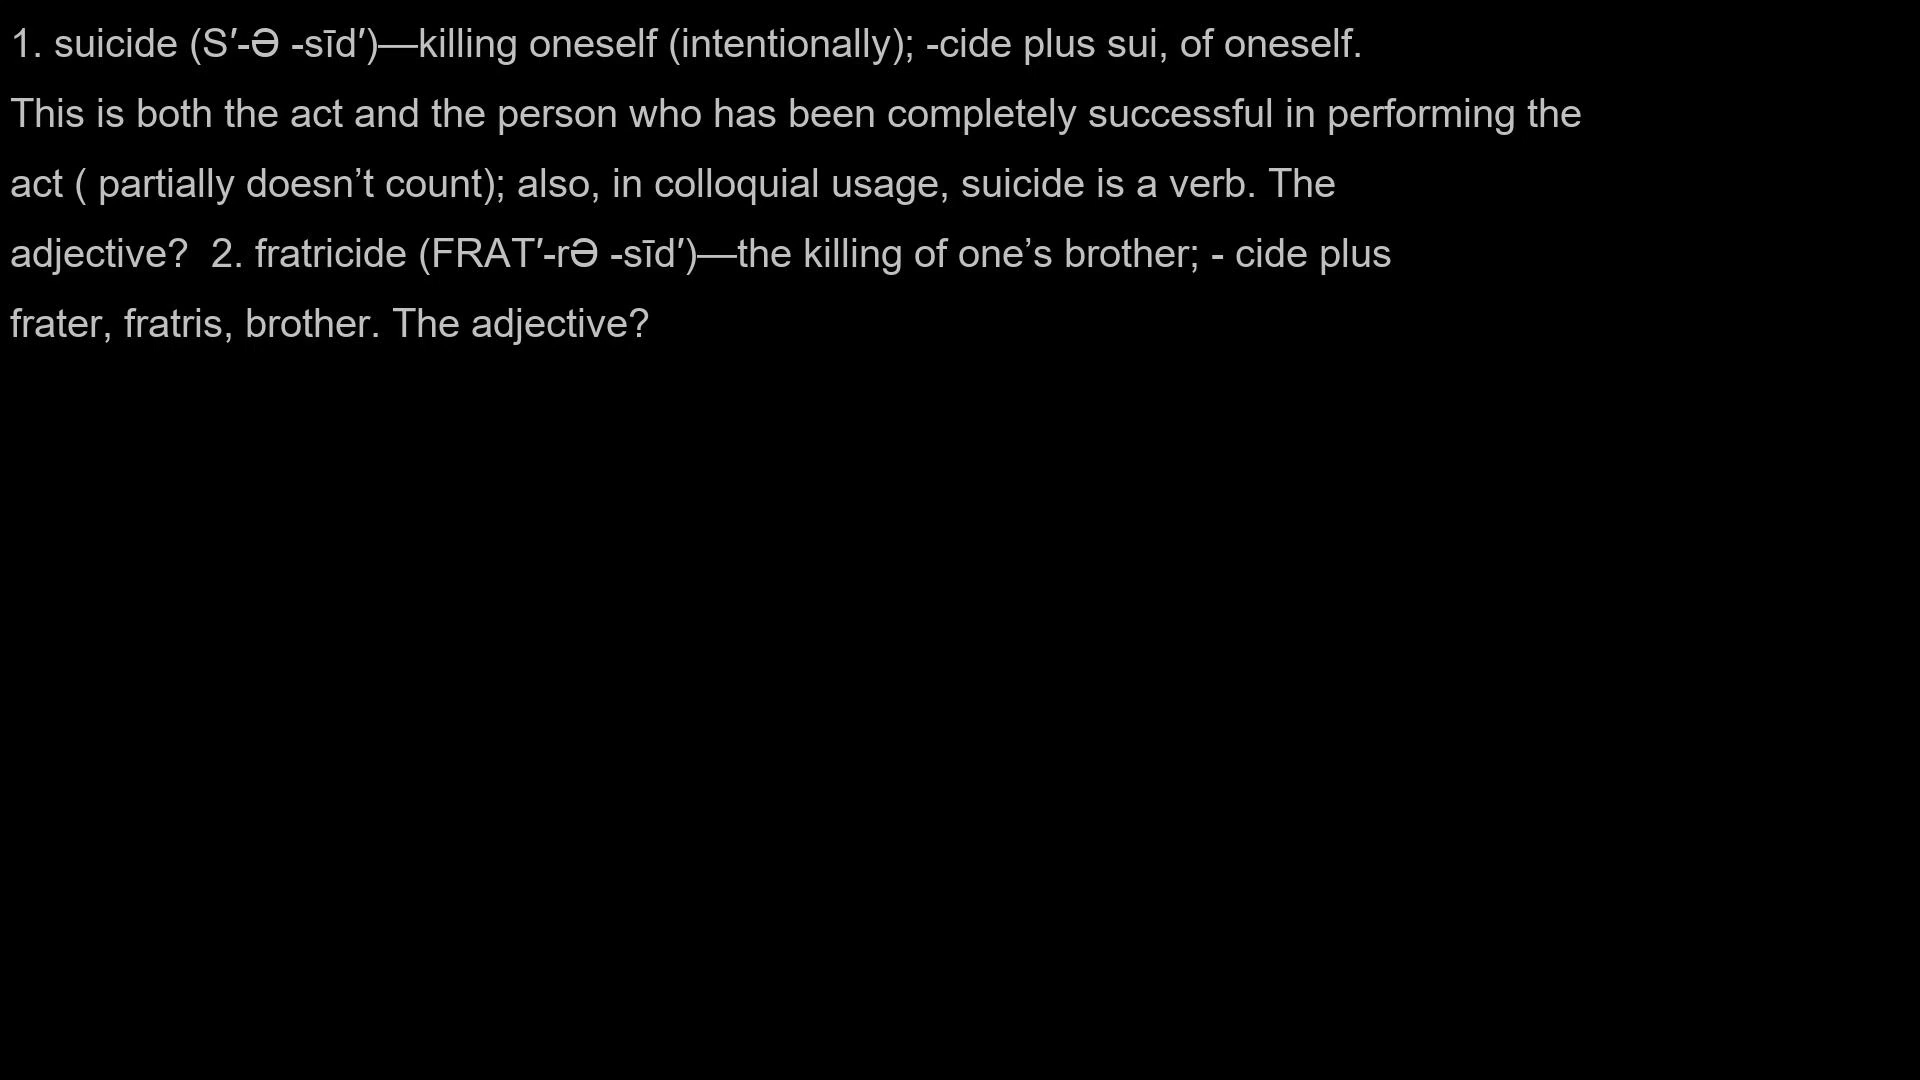 1. suicide (S′-Ə -sīd′)—killing oneself (intentionally); -cide plus sui, of oneself.
This is both the act and the person who has been completely successful in performing the
act ( partially doesn’t count); also, in colloquial usage, suicide is a verb. The
adjective?  2. fratricide (FRAT′-rƏ -sīd′)—the killing of one’s brother; - cide plus
frater, fratris, brother. The adjective?